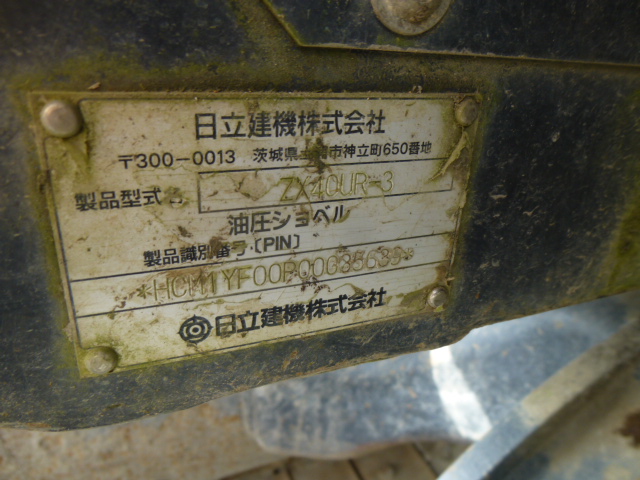 日立建機株式会社
〒300-0013 茨城県土浦市神立町650番地
製品型式 ZX40UR-3
油圧ショベル
製品識別番号〔PIN〕
日立建機株式会社